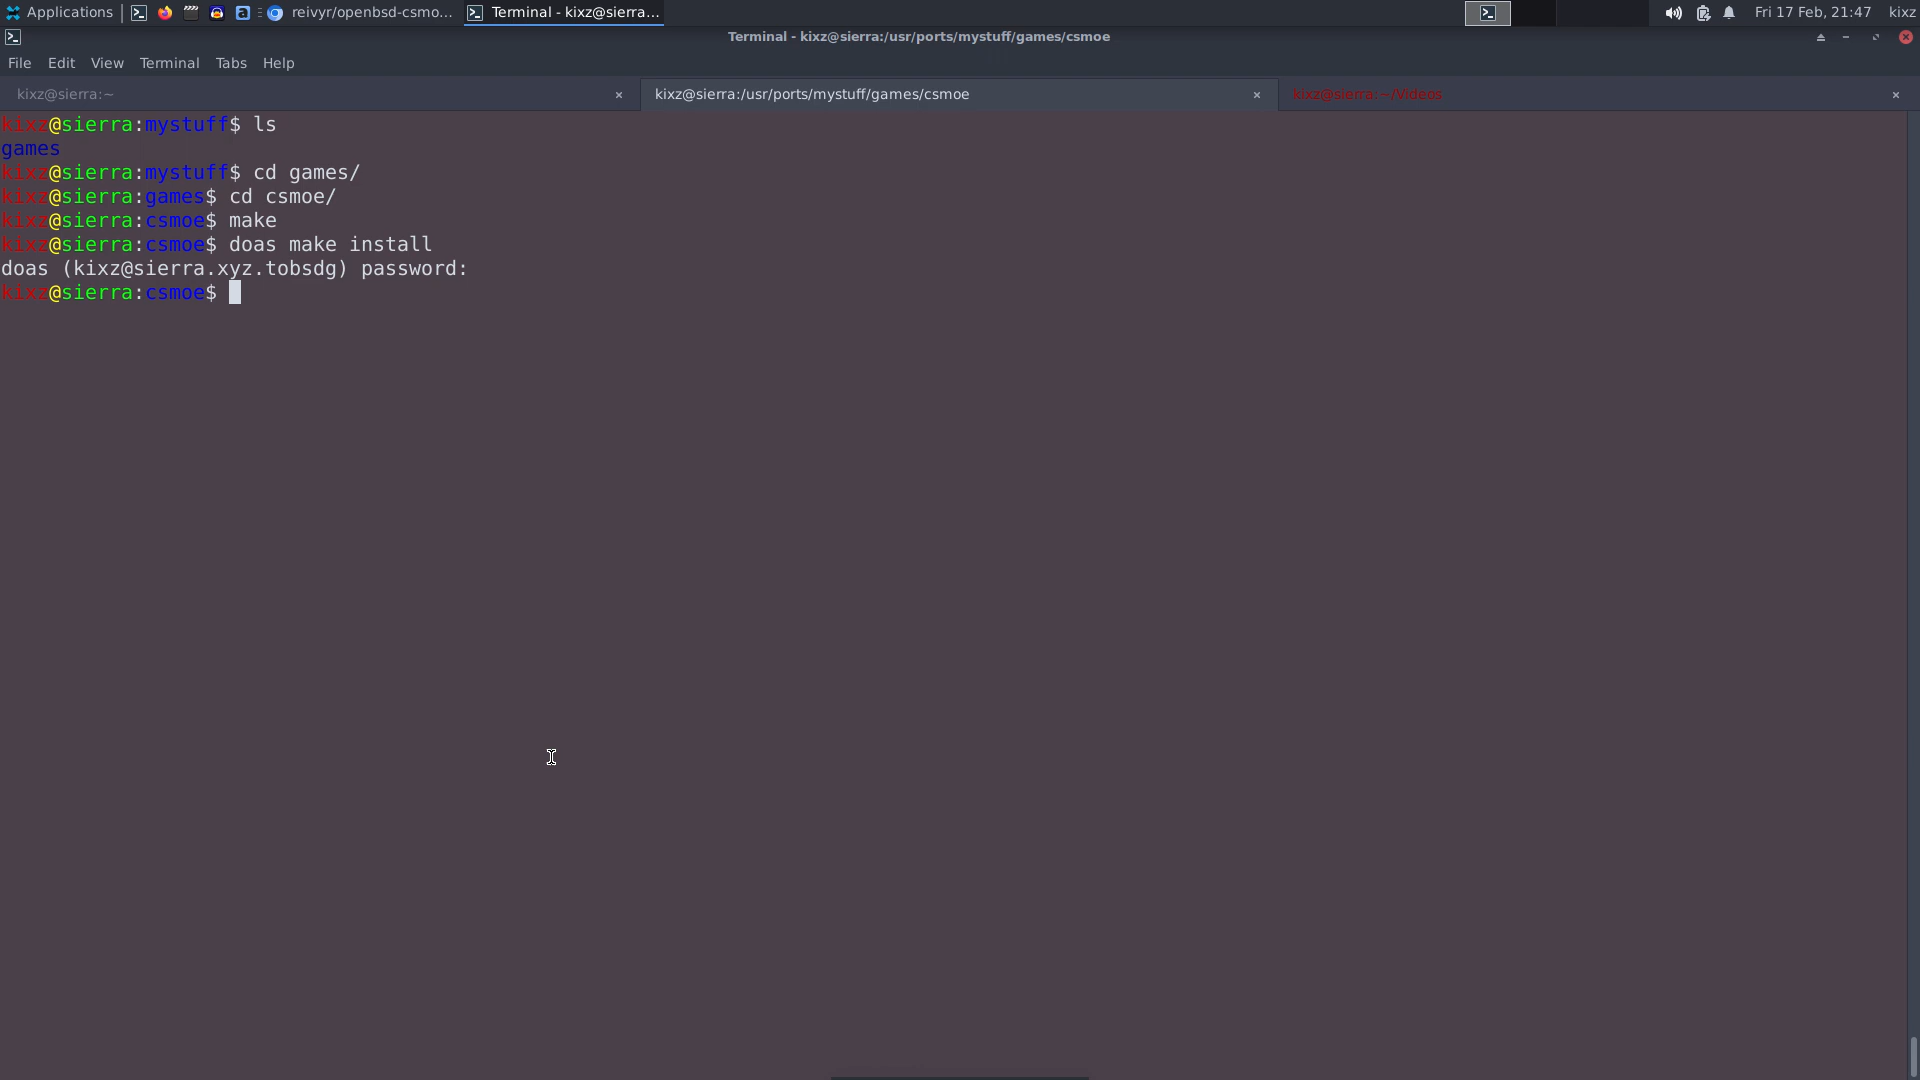 Applications reivyr/openbsd-csmo... Terminal - kixz@sierra... Fri 17 Feb, 21:47 kixz
Terminal - kixz@sierra:/usr/ports/mystuff/games/csmoe
File Edit View Terminal Tabs Help
kixz@sierra:~ kixz@sierra:/usr/ports/mystuff/games/csmoe kixz@sierra:~/Videos
kixz@sierra:mystuff$ ls
games
kixz@sierra:mystuff$ cd games/
kixz@sierra:games$ cd csmoe/
kixz@sierra:csmoe$ make
kixz@sierra:csmoe$ doas make install
doas (kixz@sierra.xyz.tobsdg) password:
kixz@sierra:csmoe$